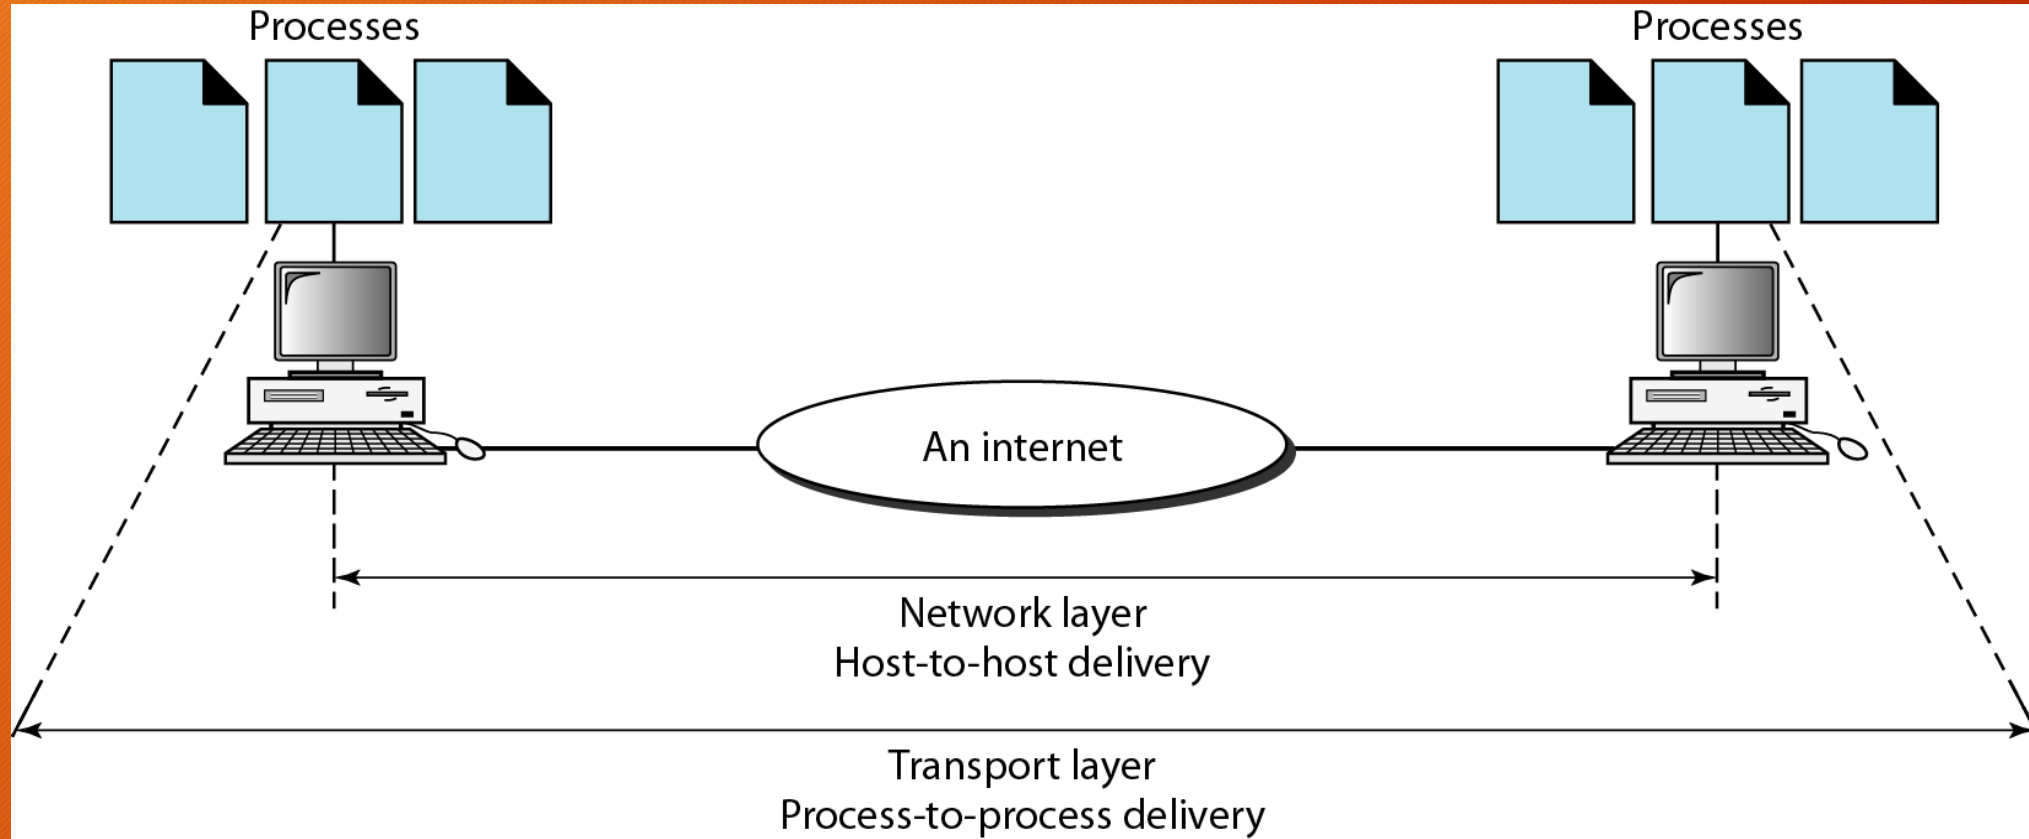 Processes
Processes
An internet
Network layer
Host-to-host delivery
Transport layer
Process-to-process delivery